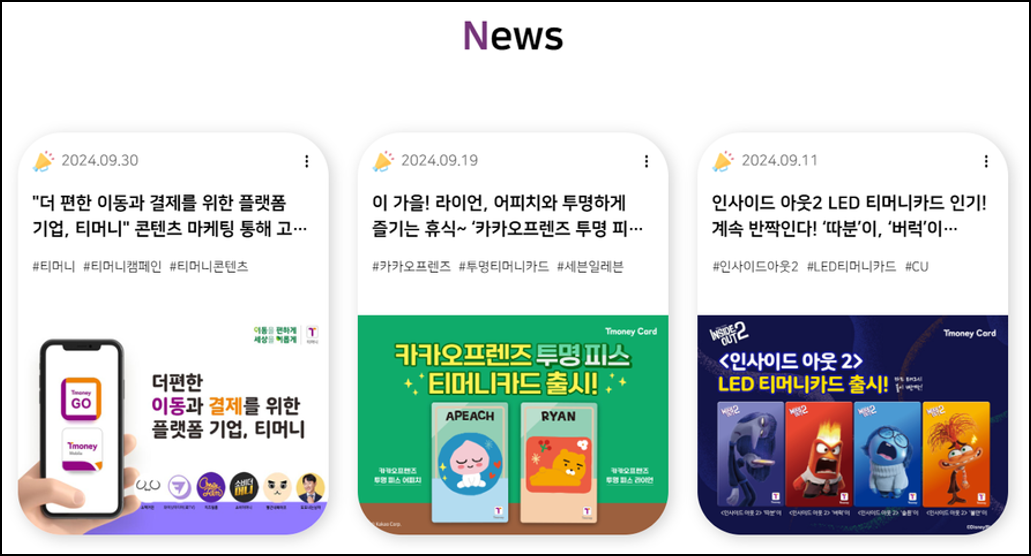 News
2024.09.30
"더 편한 이동과 결제를 위한 플랫폼
기업, 티머니" 콘텐츠 마케팅 통해 고...
#티머니 #티머니캠페인 #티머니콘텐츠
이동을 편하게
세상을 이롭게
티머니
Tmoney
GO
Tmoney
Mobile
더편한
이동과 결제를 위한
플랫폼 기업, 티머니
2024.09.19
이 가을! 라이언, 어피치와 투명하게
즐기는 휴식~ ‘카카오프렌즈 투명 피...
#카카오프렌즈 #투명티머니카드 #세븐일레븐
Tmoney Card
카카오프렌즈 투명 피스
티머니카드 출시!
APEACH
RYAN
카카오프렌즈
투명 피스 어피치
카카오프렌즈
투명 피스 라이언
Kakao Corp.
2024.09.11
인사이드 아웃2 LED 티머니카드 인기!
계속 반짝인다! ‘따분’이, ‘버럭’이...
#인사이드아웃2 #LED티머니카드 #CU
INSIDE
OUT 2
Tmoney Card
<인사이드 아웃 2>
LED 티머니카드 출시!
<인사이드 아웃 2> ‘따분’이
<인사이드 아웃 2> ‘버럭’이
<인사이드 아웃 2> ‘슬픔’이
<인사이드 아웃 2> ‘불안’이